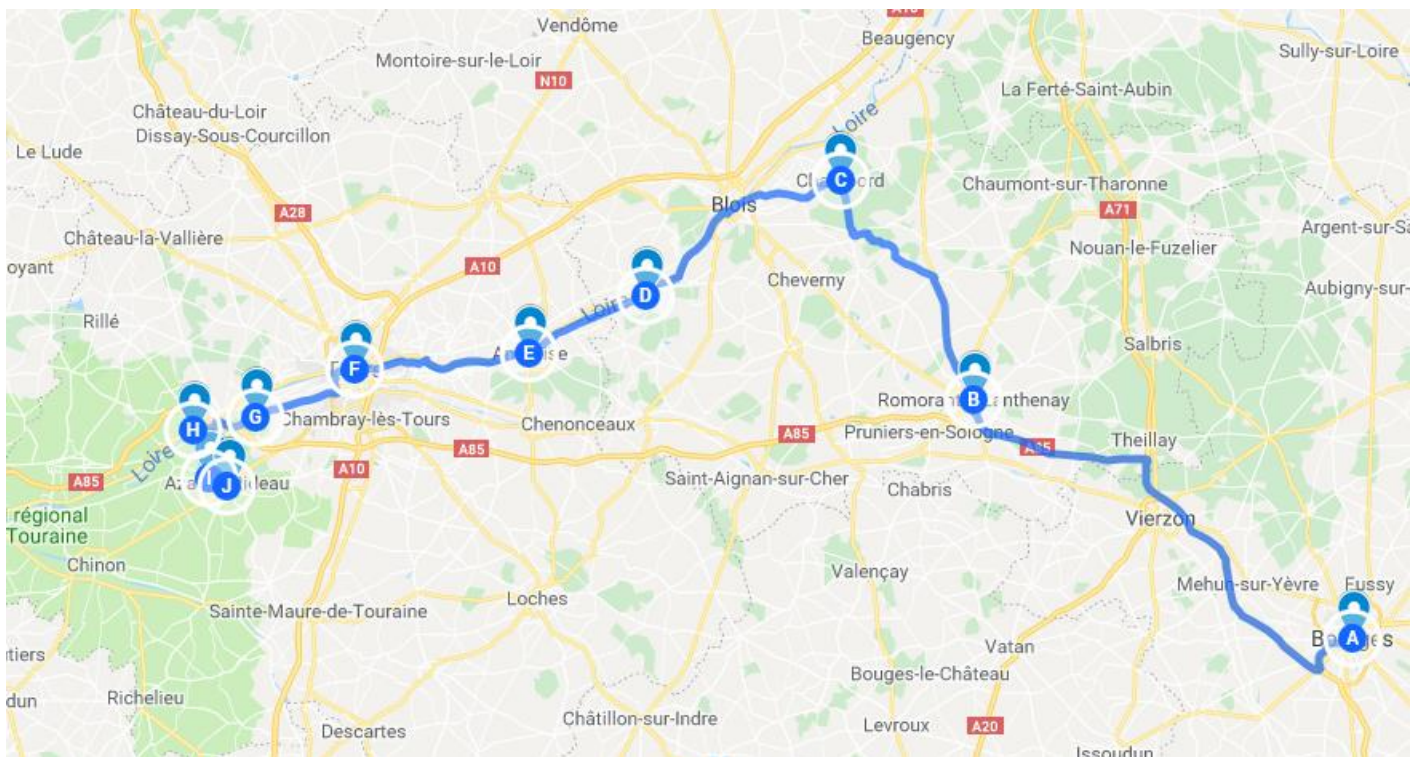 A10
Vendôme
Beaugency
Sully-sur-Loire
Montoire-sur-le-Loir
N10
La Ferté-Saint-Aubin
Château-du-Loir
Dissay-Sous-Courcillon
Loire
Le Lude
C
Chaumont-sur-Tharonne
A28
Blois
A71
Argent-sur-Sa
Château-la-Vallière
Nouan-le-Fuzelier
oyant
A10
Cheverny
Aubigny-sur-
D
Loir
Rillé
Salbris
E
F
B
G
Chambray-lès-Tours
Chenonceaux
H
A85
Pruniers-en-Sologne
Theillay
A85
A10
Loire
A85
J
Saint-Aignan-sur-Cher
Chabris
régional
Touraine
Vierzon
Chinon
Valençay
Mehun-sur-Yèvre
Fussy
Loches
Sainte-Maure-de-Touraine
A
Vatan
tiers
Bouges-le-Château
dun
Richelieu
Châtillon-sur-Indre
Levroux
A20
Descartes
Issoudun